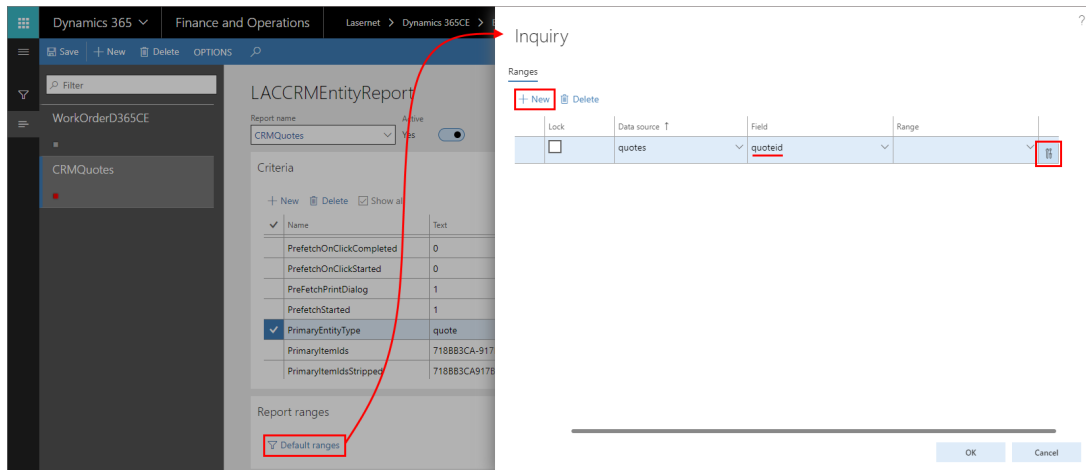 Dynamics 365
Finance and Operations
Lasernet > Dynamics 365CE >
Save
New
Delete
OPTIONS
Filter
WorkOrderD365CE
CRMQuotes
LACCRMEntityReport
Report name
Active
CRMQuotes
Yes
Criteria
New
Delete
Show all
Name
Text
PrefetchOnClickCompleted
0
PrefetchOnClickStarted
0
PreFetchPrintDialog
1
PrefetchStarted
1
PrimaryEntityType
quote
PrimaryItemIds
718BB3CA-917
PrimaryItemIdsStripped
718BB3CA917B
Report ranges
Default ranges
?
Inquiry
Ranges
New
Delete
Lock
Data source ↑
Field
Range
quotes
quoteid
OK
Cancel